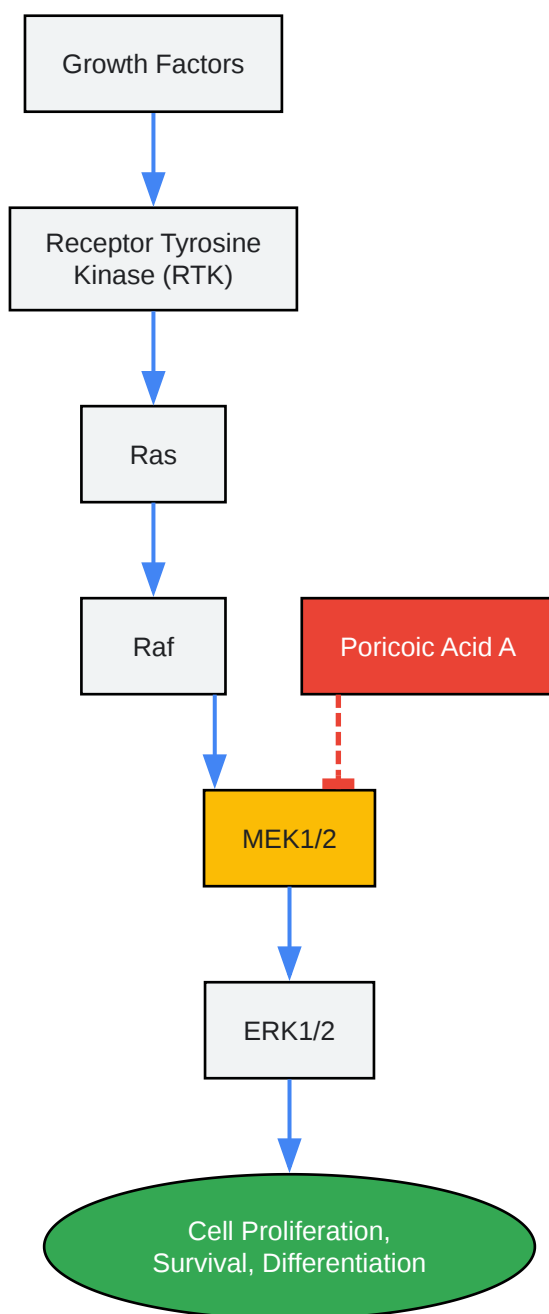 Growth Factors
Receptor Tyrosine
Kinase (RTK)
Ras
Raf
Poricoic Acid A
MEK1/2
ERK1/2
Cell Proliferation,
Survival, Differentiation